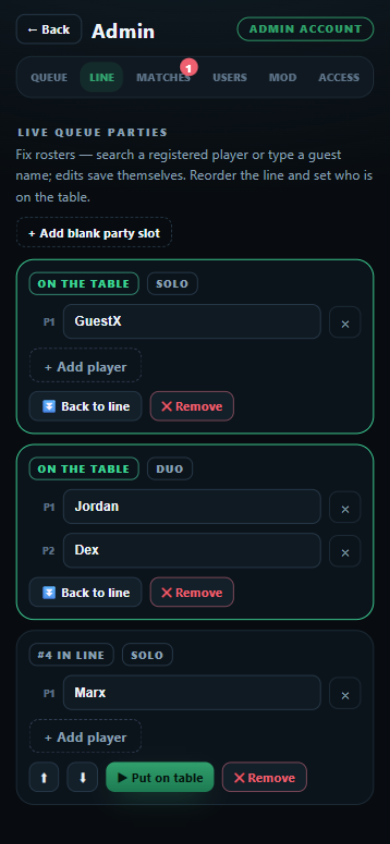 ← Back Admin ADMIN ACCOUNT
QUEUE LINE MATCHES 1 USERS MOD ACCESS
LIVE QUEUE PARTIES
Fix rosters — search a registered player or type a guest
name; edits save themselves. Reorder the line and set who is
on the table.
+ Add blank party slot
ON THE TABLE SOLO
P1 GuestX ×
+ Add player
⏬ Back to line ❌ Remove
ON THE TABLE DUO
P1 Jordan ×
P2 Dex ×
⏬ Back to line ❌ Remove
#4 IN LINE SOLO
P1 Marx ×
+ Add player
⬆ ⬇ ▶ Put on table ❌ Remove